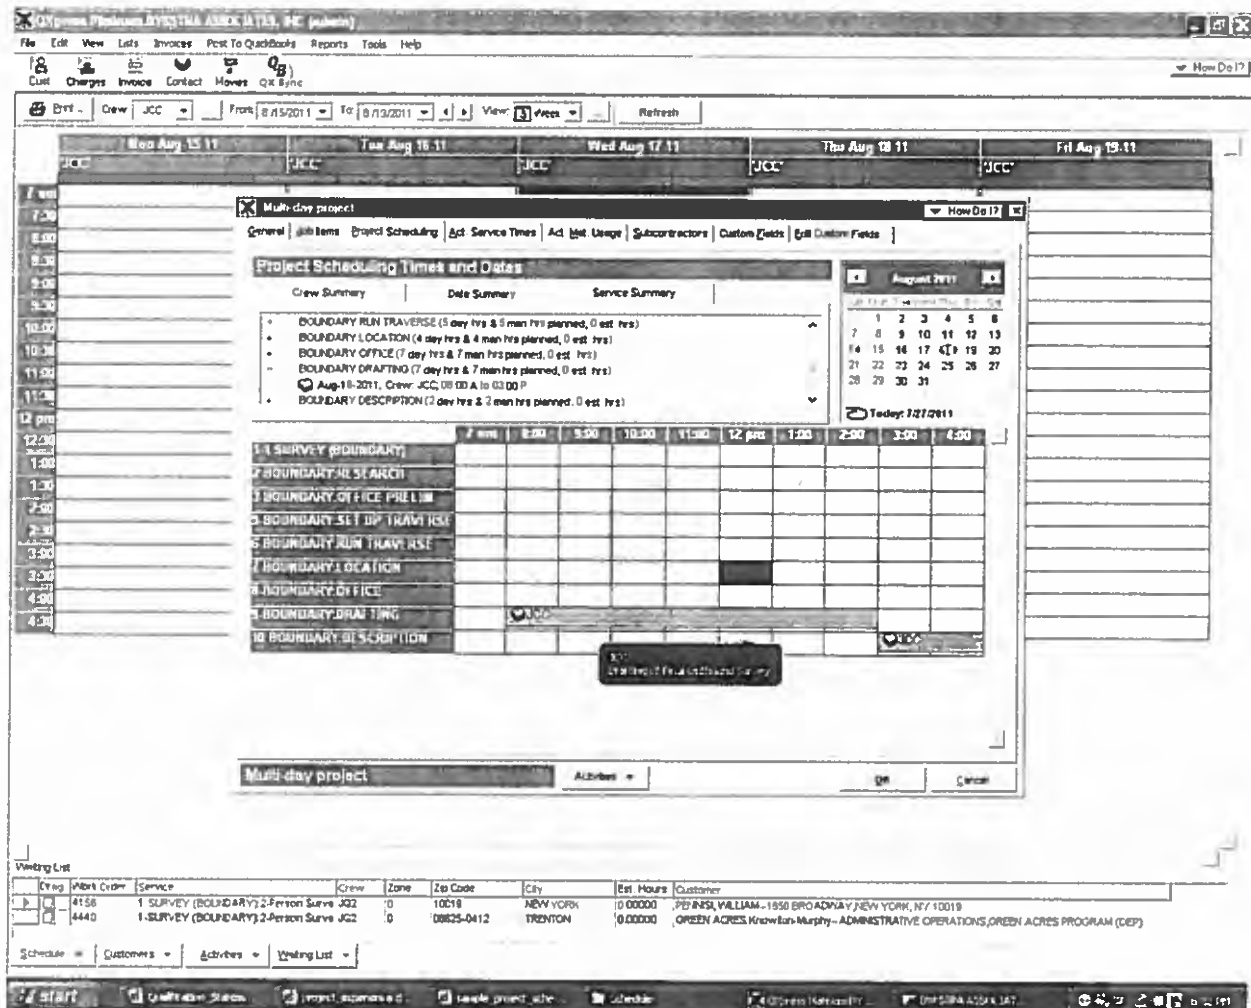 QXpress Platinum DYKSTRA ASSOCIATES, INC (admin)
File Edit View Lists Invoices Post To QuickBooks Reports Tools Help
Cust Charges Invoice Contact Moves QX Sync
How Do I?
Print Crew JCC From 8/15/2011 To 8/19/2011 View: Week Refresh
Mon Aug 15 11 Tue Aug 16 11 Wed Aug 17 11 Thu Aug 18 11 Fri Aug 19 11
"JCC" "JCC" "JCC" "JCC" "JCC"
7 am
7:30
8:00
8:30
9:00
9:30
10:00
10:30
11:00
11:30
12 pm
12:30
1:00
1:30
2:00
2:30
3:00
3:30
4:00
4:30
Multi-day project How Do I?
General Job Items Project Scheduling Act. Service Times Act. Mat. Usage Subcontractors Custom Fields Edit Custom Fields
Project Scheduling Times and Dates
Crew Summary Date Summary Service Summary
BOUNDARY RUN TRAVERSE (5 day hrs & 5 man hrs planned, 0 est hrs)
BOUNDARY LOCATION (4 day hrs & 4 man hrs planned, 0 est hrs)
BOUNDARY OFFICE (7 day hrs & 7 man hrs planned, 0 est hrs)
BOUNDARY DRAFTING (7 day hrs & 7 man hrs planned, 0 est hrs)
Aug-18-2011, Crew: JCC, 08:00 A to 03:00 P
BOUNDARY DESCRIPTION (2 day hrs & 2 man hrs planned, 0 est hrs)
August 2011
1 2 3 4 5 6
7 8 9 10 11 12 13
14 15 16 17 18 19 20
21 22 23 24 25 26 27
28 29 30 31
Today: 7/27/2011
7 am 8:00 9:00 10:00 11:00 12 pm 1:00 2:00 3:00 4:00
1-1 SURVEY (BOUNDARY)
2 BOUNDARY:RESEARCH
3 BOUNDARY:OFFICE PRELIM
5 BOUNDARY:SET UP TRAVERSE
6 BOUNDARY:RUN TRAVERSE
7 BOUNDARY:LOCATION
8 BOUNDARY:OFFICE
9 BOUNDARY:DRAFTING JCC
10 BOUNDARY:DESCRIPTION JCC
Multi-day project Activities OK Cancel
Waiting List
Drag Work Order Service Crew Zone Zip Code City Est. Hours Customer
4156 1-SURVEY (BOUNDARY):2-Person Surve JG2 0 10019 NEW YORK 0.00000 PENNISI, WILLIAM--1650 BROADWAY,NEW YORK, NY 10019
4440 1-SURVEY (BOUNDARY):2-Person Surve JG2 0 08625-0412 TRENTON 0.00000 GREEN ACRES Knowlton-Murphy--ADMINISTRATIVE OPERATIONS,GREEN ACRES PROGRAM (DEP)
Schedule Customers Activities Waiting List
start Schedule